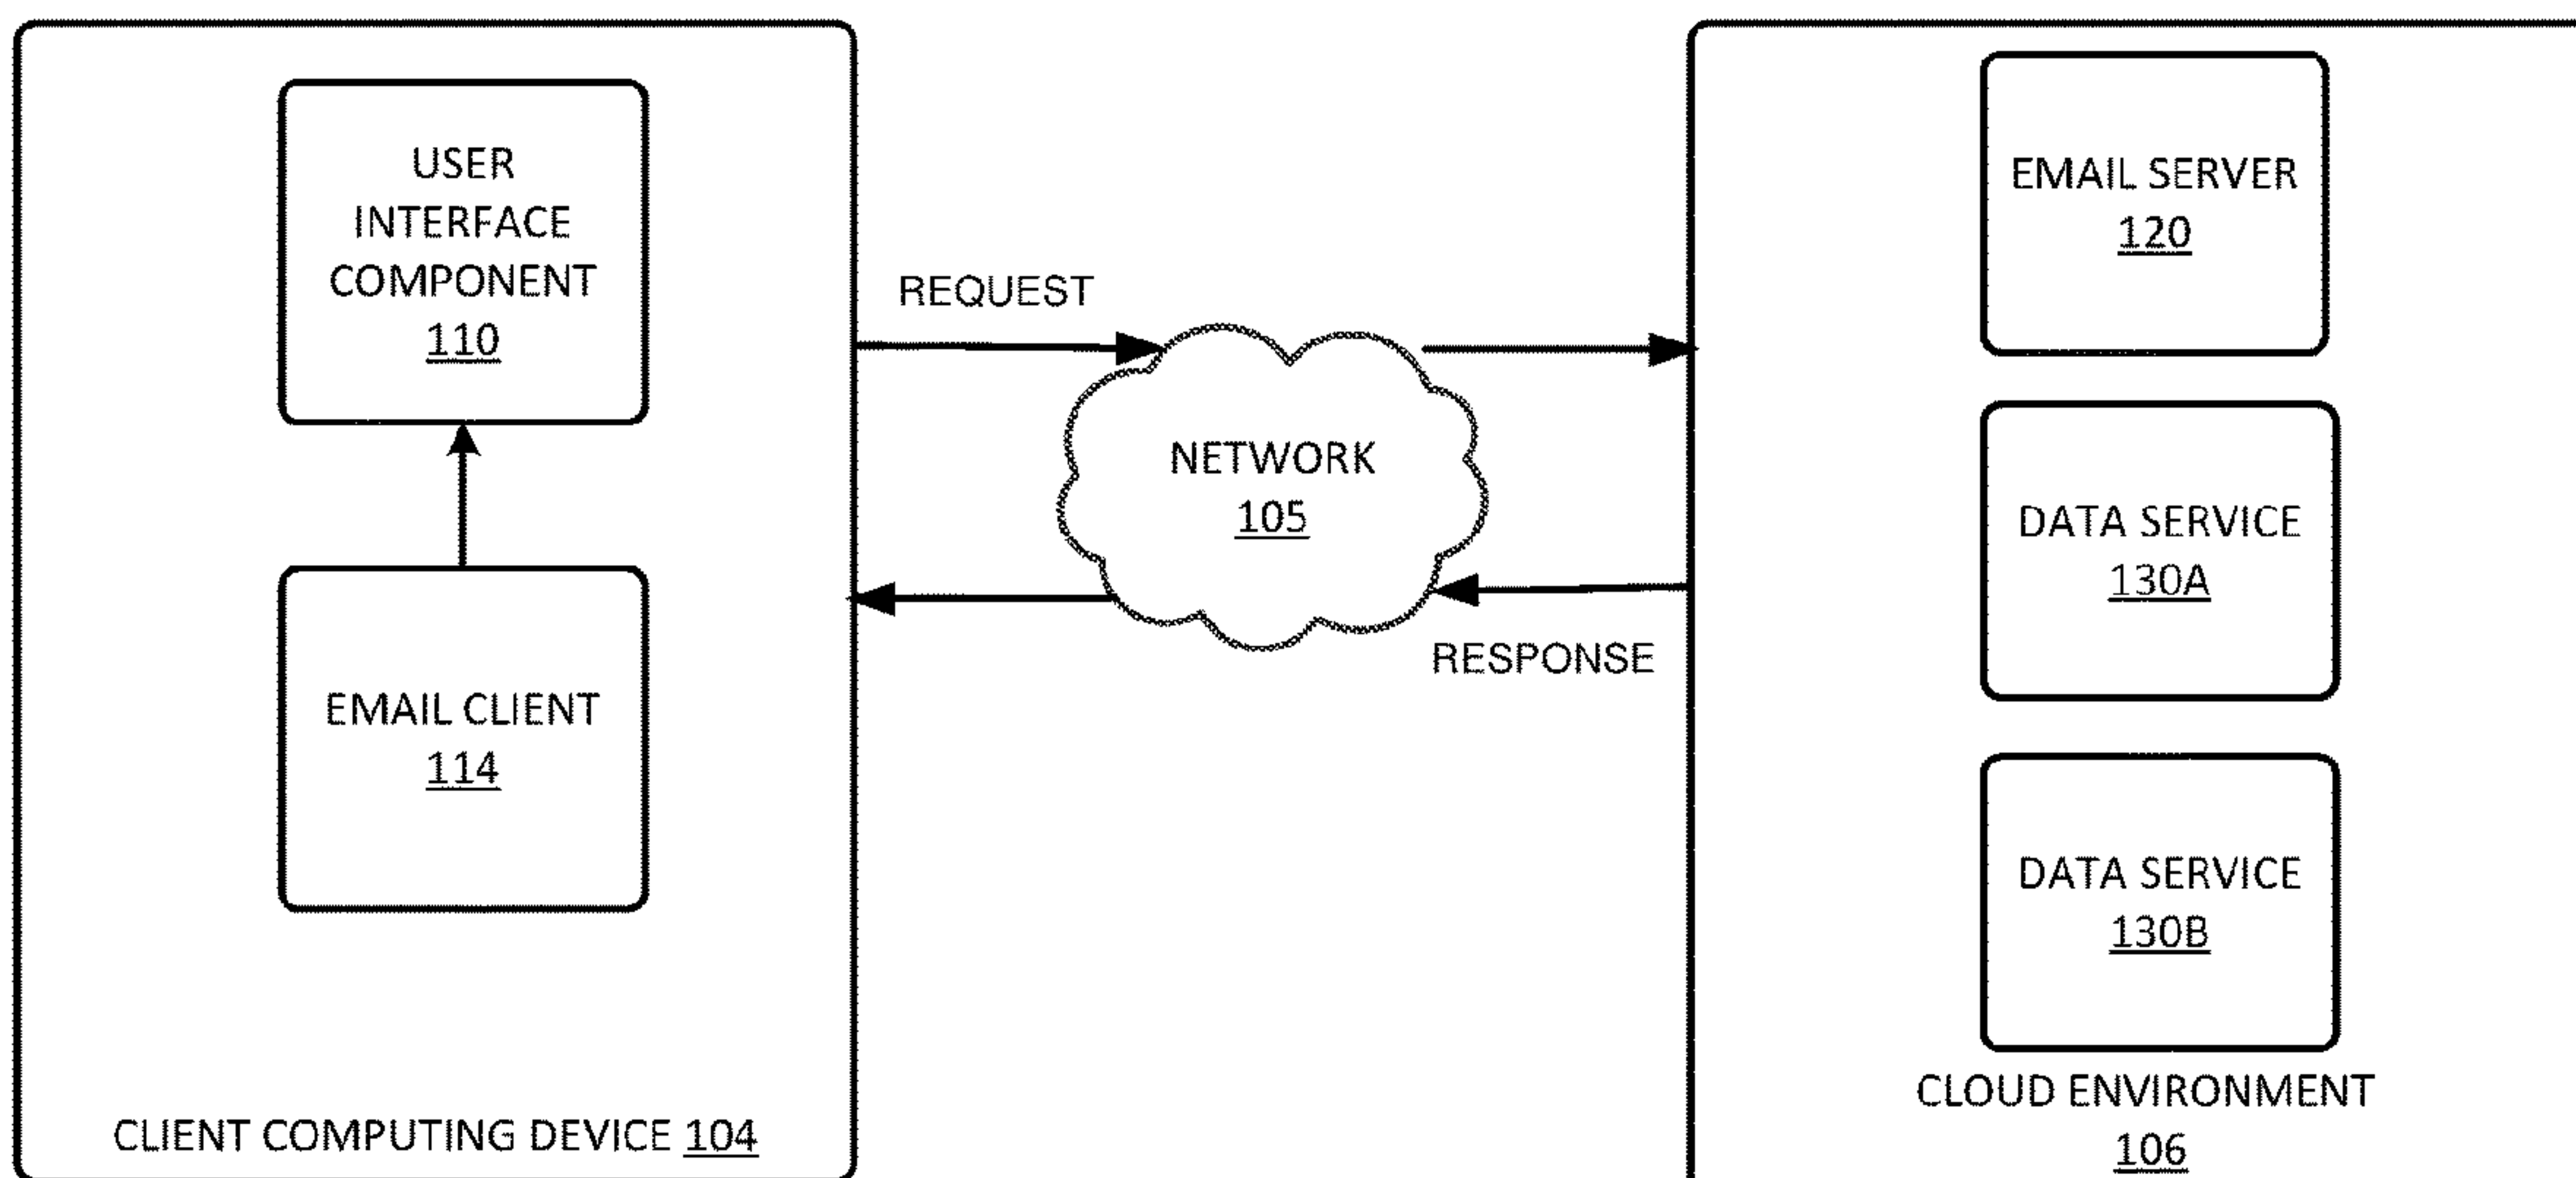 USER
INTERFACE
COMPONENT
110
EMAIL CLIENT
114
CLIENT COMPUTING DEVICE 104
REQUEST
NETWORK
105
RESPONSE
EMAIL SERVER
120
DATA SERVICE
130A
DATA SERVICE
130B
CLOUD ENVIRONMENT
106